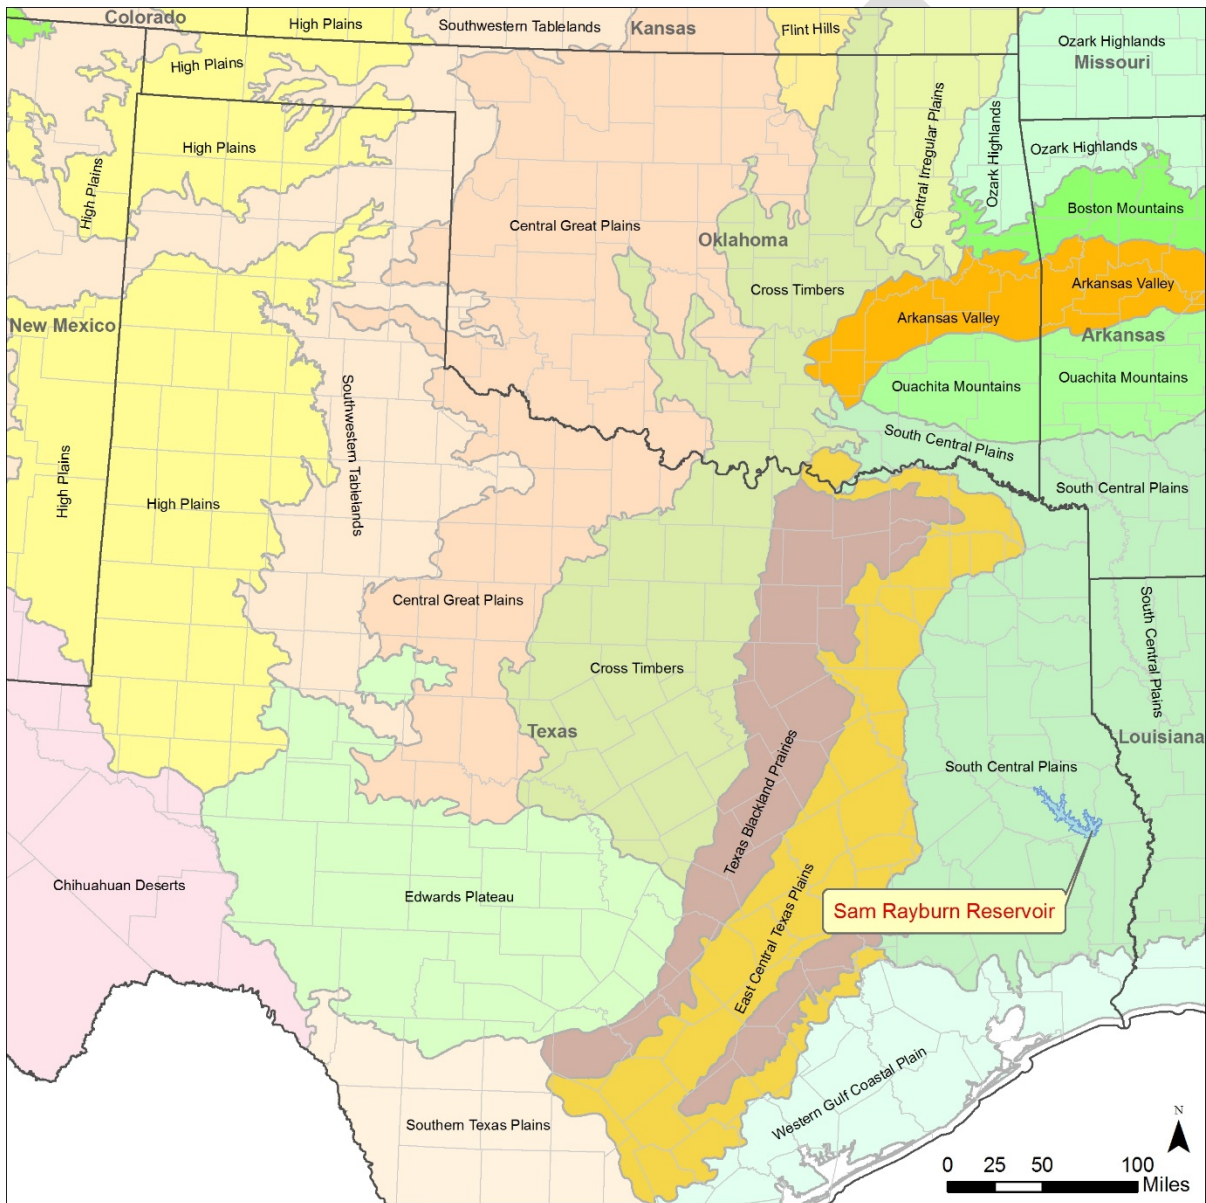 Colorado
High Plains
Southwestern Tablelands
Kansas
Flint Hills
Ozark Highlands
Missouri
High Plains
High Plains
High Plains
Central Irregular Plains
Ozark Highlands
Ozark Highlands
Boston Mountains
Central Great Plains
Oklahoma
Cross Timbers
Arkansas Valley
Arkansas Valley
New Mexico
Arkansas
Ouachita Mountains
Ouachita Mountains
Southwestern Tablelands
South Central Plains
High Plains
High Plains
South Central Plains
Central Great Plains
South Central Plains
Cross Timbers
Texas
Louisiana
Texas Blackland Prairies
South Central Plains
Chihuahuan Deserts
Edwards Plateau
East Central Texas Plains
Sam Rayburn Reservoir
Western Gulf Coastal Plain
Southern Texas Plains
N
0 25 50 100
Miles